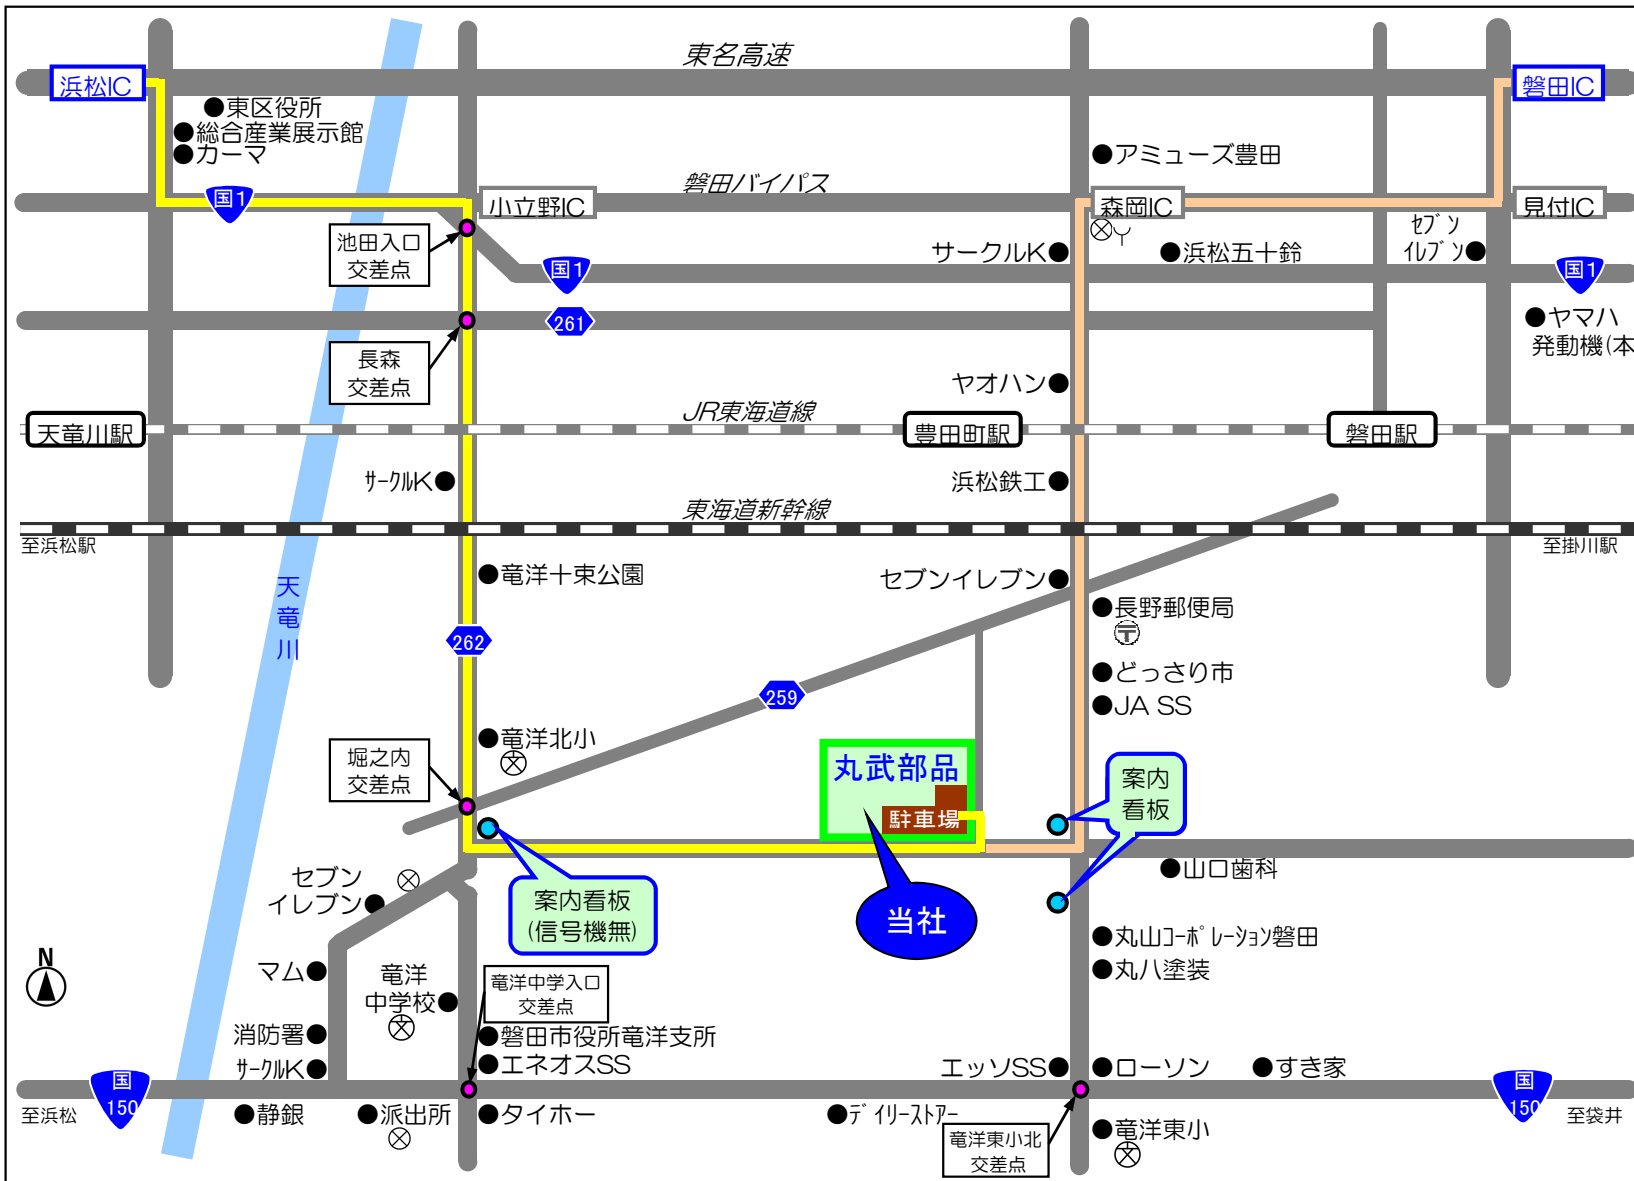 東名高速
浜松IC
磐田IC
●東区役所
●総合産業展示館
●カーマ
●アミューズ豊田
磐田バイパス
国1
小立野IC
森岡IC
見付IC
池田入口
交差点
サークルK●
●浜松五十鈴
セブン
イレブン●
国1
国1
261
●ヤマハ
発動機(本
長森
交差点
ヤオハン●
JR東海道線
天竜川駅
豊田町駅
磐田駅
サークルK●
浜松鉄工●
東海道新幹線
至浜松駅
至掛川駅
天
竜
川
●竜洋十束公園
セブンイレブン●
●長野郵便局
〒
262
●どっさり市
259
●JA SS
●竜洋北小
文
堀之内
交差点
丸武部品
駐車場
案内
看板
●山口歯科
セブン
イレブン●
案内看板
(信号機無)
当社
●丸山コーポレーション磐田
●丸八塗装
N
マム●
竜洋
中学校●
文
竜洋中学入口
交差点
消防署●
●磐田市役所竜洋支所
サークルK●
●エネオスSS
エッソSS●
●ローソン
●すき家
国
150
国
150
至浜松
●静銀
●派出所
●タイホー
●デイリーストアー
至袋井
竜洋東小北
交差点
●竜洋東小
文